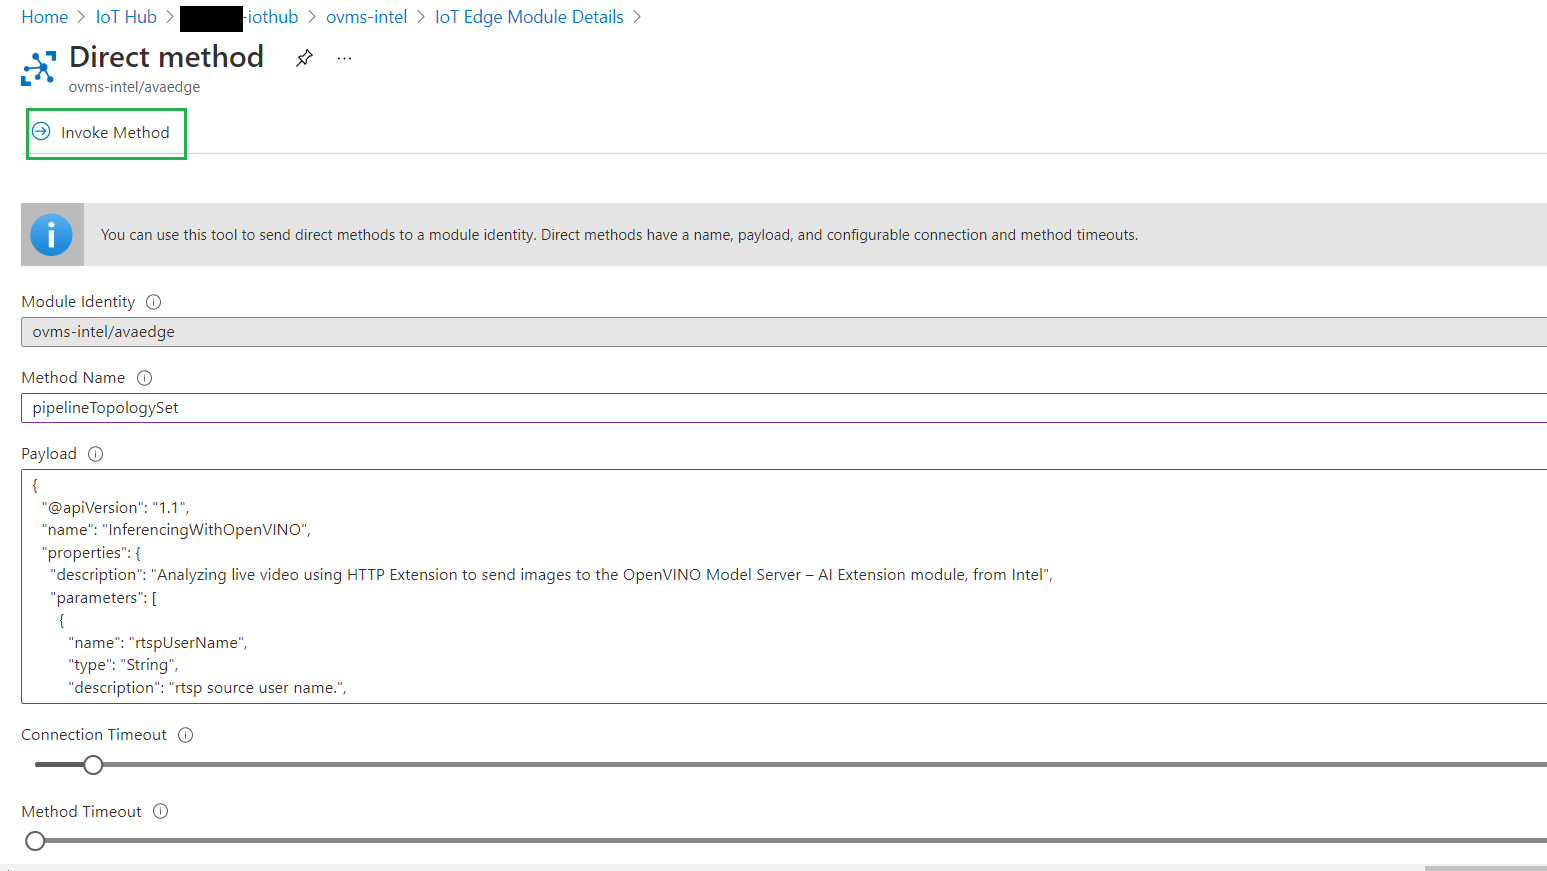 Home > IoT Hub > -iothub > ovms-intel > IoT Edge Module Details >
Direct method ...
ovms-intel/avaedge
Invoke Method
You can use this tool to send direct methods to a module identity. Direct methods have a name, payload, and configurable connection and method timeouts.
Module Identity
ovms-intel/avaedge
Method Name
pipelineTopologySet
Payload
{
"@apiVersion": "1.1",
"name": "InferencingWithOpenVINO",
"properties": {
"description": "Analyzing live video using HTTP Extension to send images to the OpenVINO Model Server – AI Extension module, from Intel",
"parameters": [
{
"name": "rtspUserName",
"type": "String",
"description": "rtsp source user name.",
Connection Timeout
Method Timeout